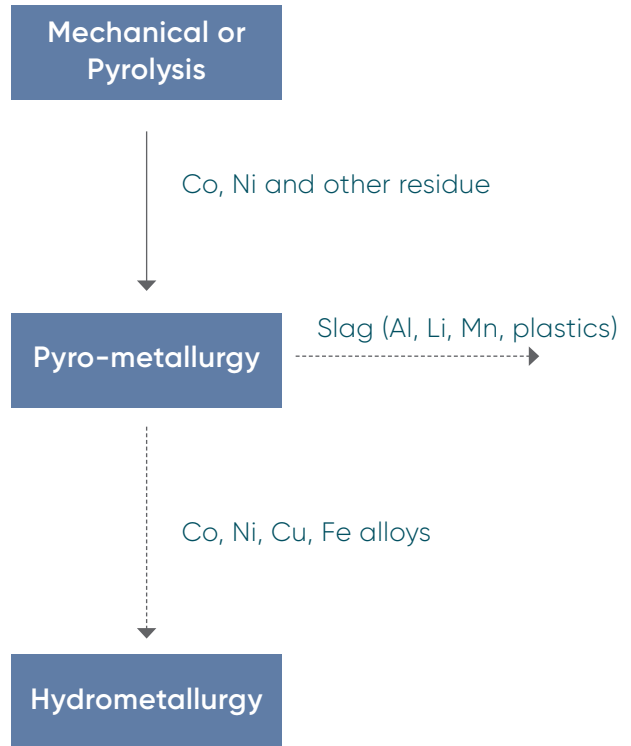 Mechanical or
Pyrolysis
Co, Ni and other residue
Slag (Al, Li, Mn, plastics)
Pyro-metallurgy
Co, Ni, Cu, Fe alloys
Hydrometallurgy